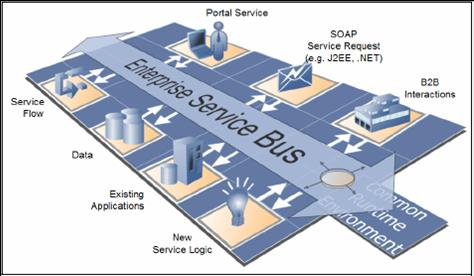 Portal Service
SOAP
Service Request
(e.g. J2EE, .NET)
B2B
Interactions
Enterprise Service Bus
Service
Flow
Data
Existing
Applications
New
Service Logic
Common
Runtime
Environment